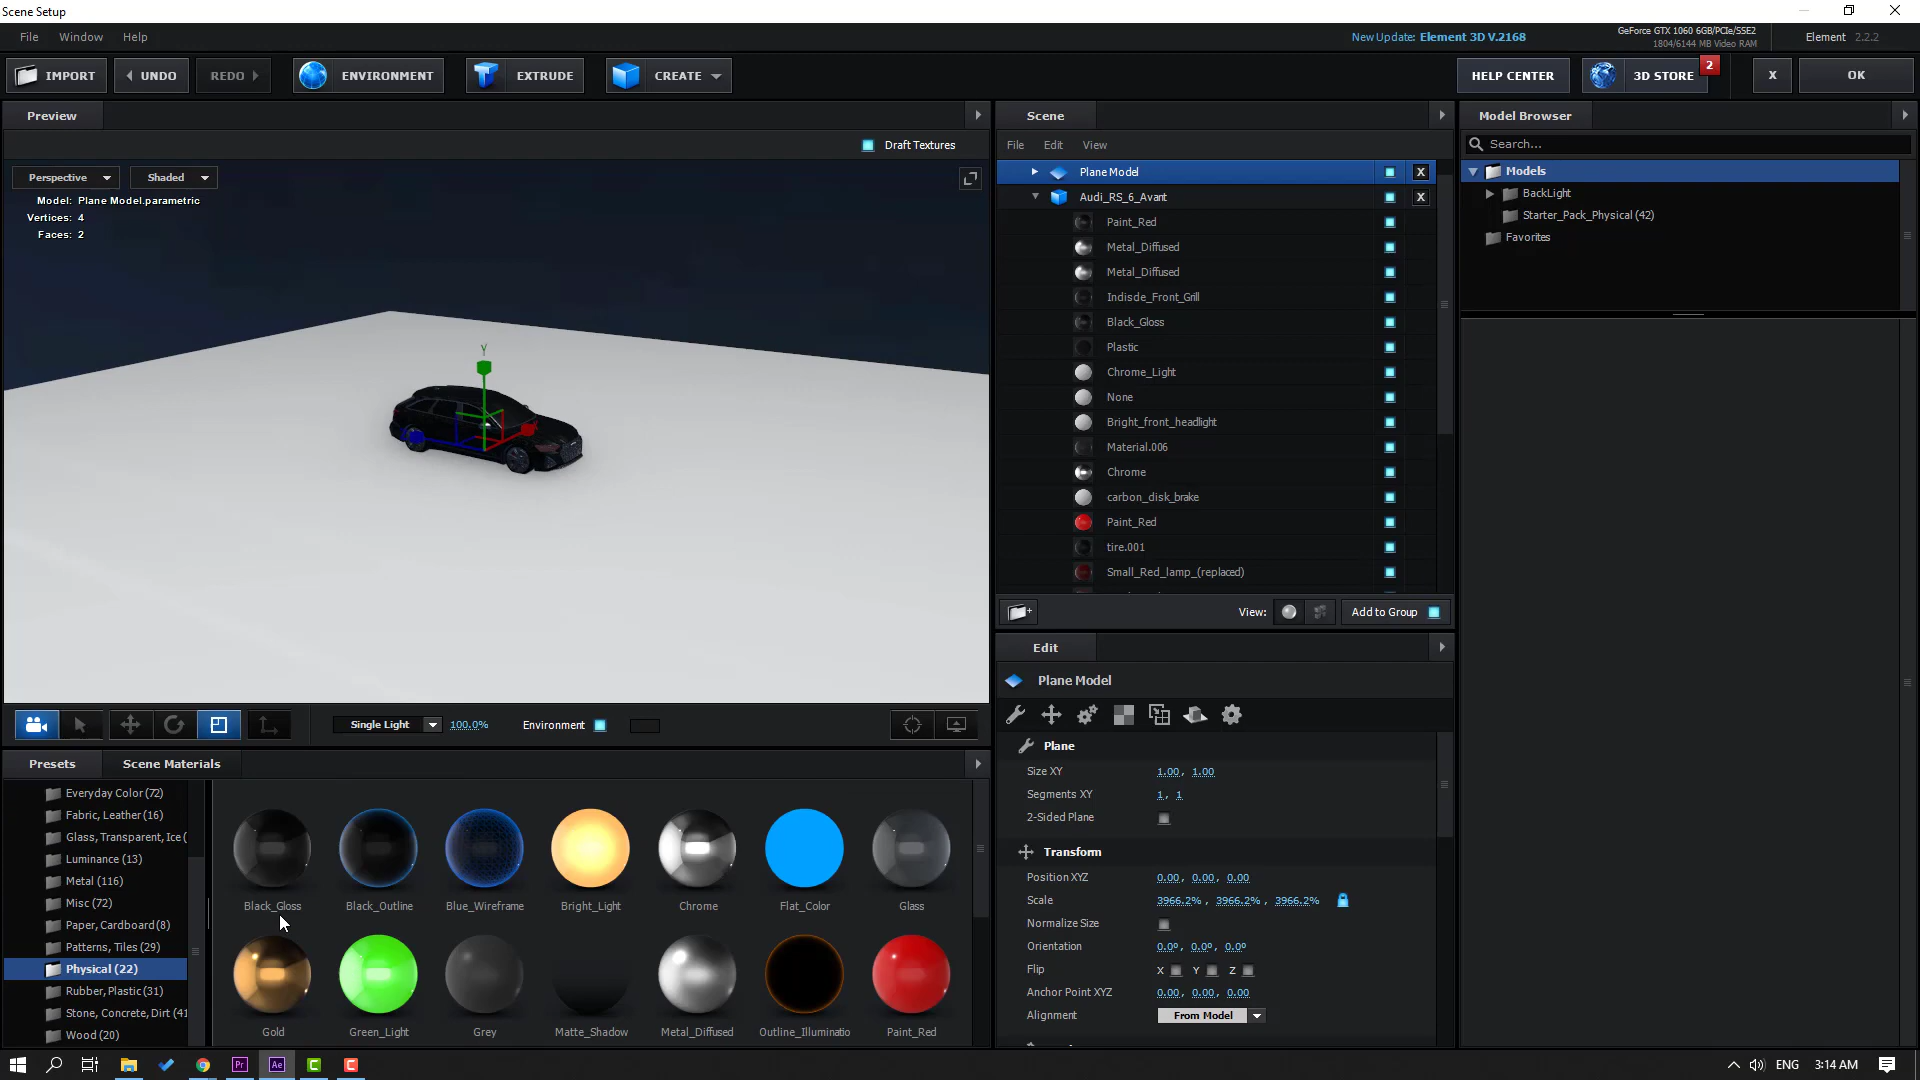 Scene Setup
File Window Help
New Update: Element 3D V.2168
GeForce GTX 1060 6GB/PCIe/SSE2
1804/6144 MB Video RAM
Element 2.2.2
IMPORT UNDO REDO ENVIRONMENT EXTRUDE CREATE HELP CENTER 3D STORE 2 X OK
Preview
Draft Textures
Perspective Shaded
Model: Plane Model.parametric
Vertices: 4
Faces: 2
Y
Single Light 100.0% Environment
Presets Scene Materials
Everyday Color (72)
Fabric, Leather (16)
Glass, Transparent, Ice (
Luminance (13)
Metal (116)
Misc (72)
Paper, Cardboard (8)
Patterns, Tiles (29)
Physical (22)
Rubber, Plastic (31)
Stone, Concrete, Dirt (41
Wood (20)
Black_Gloss Black_Outline Blue_Wireframe Bright_Light Chrome Flat_Color Glass
Gold Green_Light Grey Matte_Shadow Metal_Diffused Outline_Illuminatio Paint_Red
Scene
File Edit View
Plane Model X
Audi_RS_6_Avant X
Paint_Red
Metal_Diffused
Metal_Diffused
Indisde_Front_Grill
Black_Gloss
Plastic
Chrome_Light
None
Bright_front_headlight
Material.006
Chrome
carbon_disk_brake
Paint_Red
tire.001
Small_Red_lamp_(replaced)
View: Add to Group
Edit
Plane Model
Plane
Size XY 1.00, 1.00
Segments XY 1, 1
2-Sided Plane
Transform
Position XYZ 0.00, 0.00, 0.00
Scale 3966.2%, 3966.2%, 3966.2%
Normalize Size
Orientation 0.0º, 0.0º, 0.0º
Flip X Y Z
Anchor Point XYZ 0.00, 0.00, 0.00
Alignment From Model
Model Browser
Search...
Models
BackLight
Starter_Pack_Physical (42)
Favorites
Pr Ae C C
ENG 3:14 AM